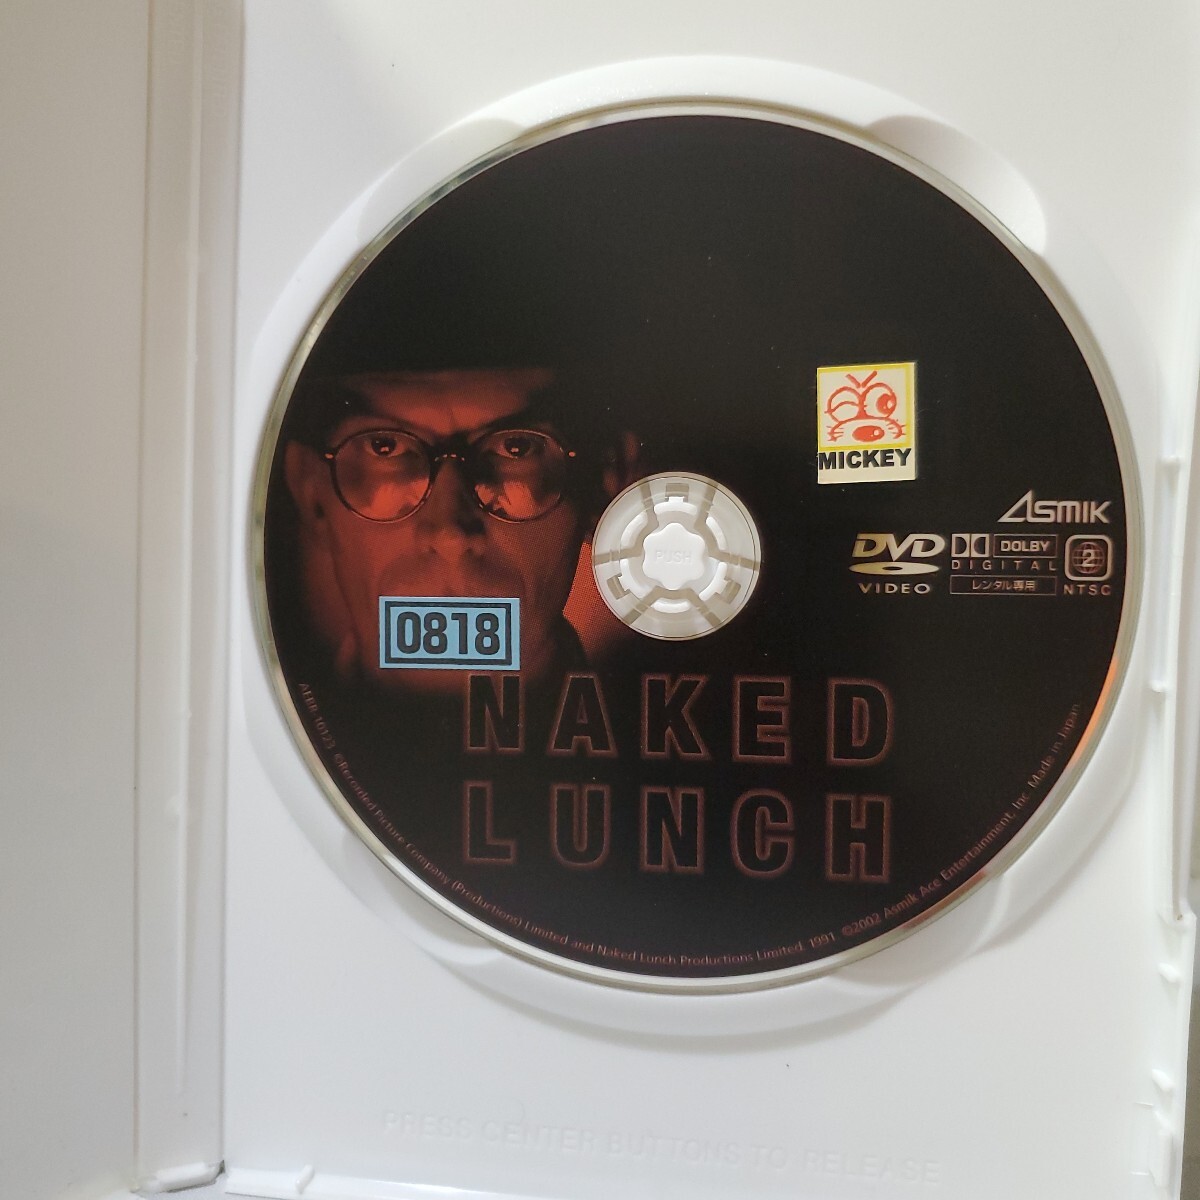 MICKEY
ASMIK
DVD
VIDEO
DOLBY
DIGITAL
レンタル専用
2
NTSC
PUSH
0818
NAKED
LUNCH
AEBR-10123 ©Recorded Picture Company (Productions) Limited and Naked Lunch Productions Limited. 1991 ©2002 Asmik Ace Entertainment, Inc. Made in Japan
PRESS CENTER BUTTONS TO RELEASE